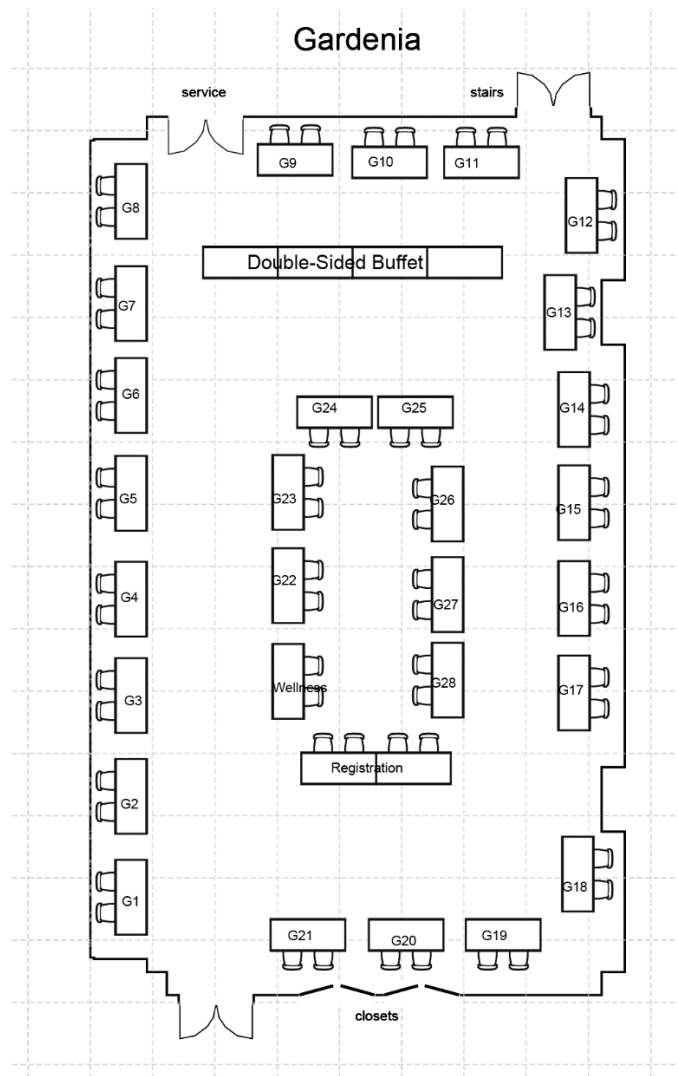 Gardenia
service
stairs
G9
G10
G11
G8
G12
Double-Sided Buffet
G7
G13
G6
G24
G25
G14
G5
G23
G26
G15
G4
G22
G27
G16
G3
Wellness
G28
G17
Registration
G2
G18
G1
G21
G20
G19
closets